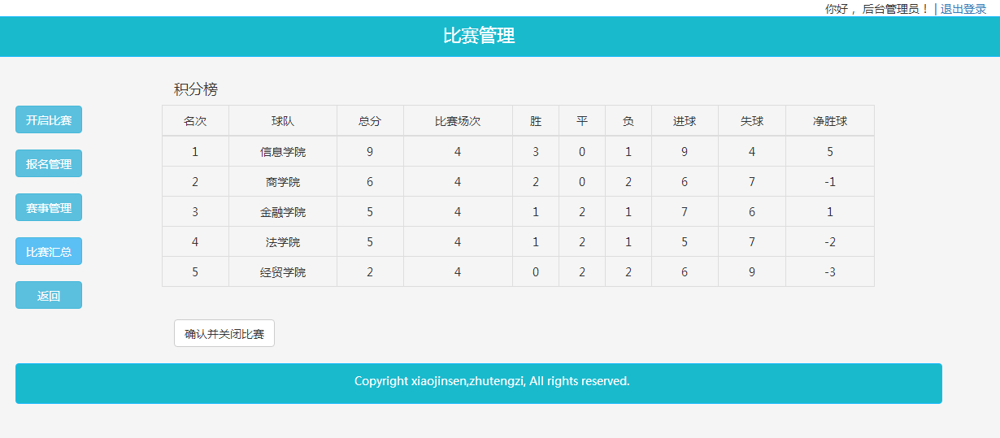 你好， 后台管理员！ | 退出登录
比赛管理
积分榜
开启比赛
报名管理
赛事管理
比赛汇总
返回
名次 球队 总分 比赛场次 胜 平 负 进球 失球 净胜球
1 信息学院 9 4 3 0 1 9 4 5
2 商学院 6 4 2 0 2 6 7 -1
3 金融学院 5 4 1 2 1 7 6 1
4 法学院 5 4 1 2 1 5 7 -2
5 经贸学院 2 4 0 2 2 6 9 -3
确认并关闭比赛
Copyright xiaojinsen,zhutengzi, All rights reserved.